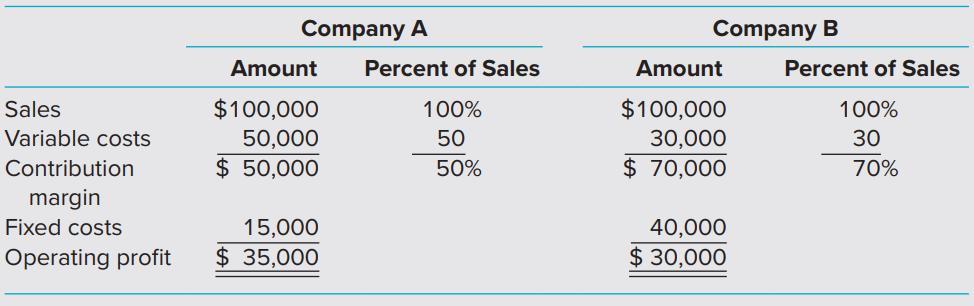 Company A Company B
Amount Percent of Sales Amount Percent of Sales
Sales $100,000 100% $100,000 100%
Variable costs 50,000 50 30,000 30
Contribution $ 50,000 50% $ 70,000 70%
margin
Fixed costs 15,000 40,000
Operating profit $ 35,000 $ 30,000